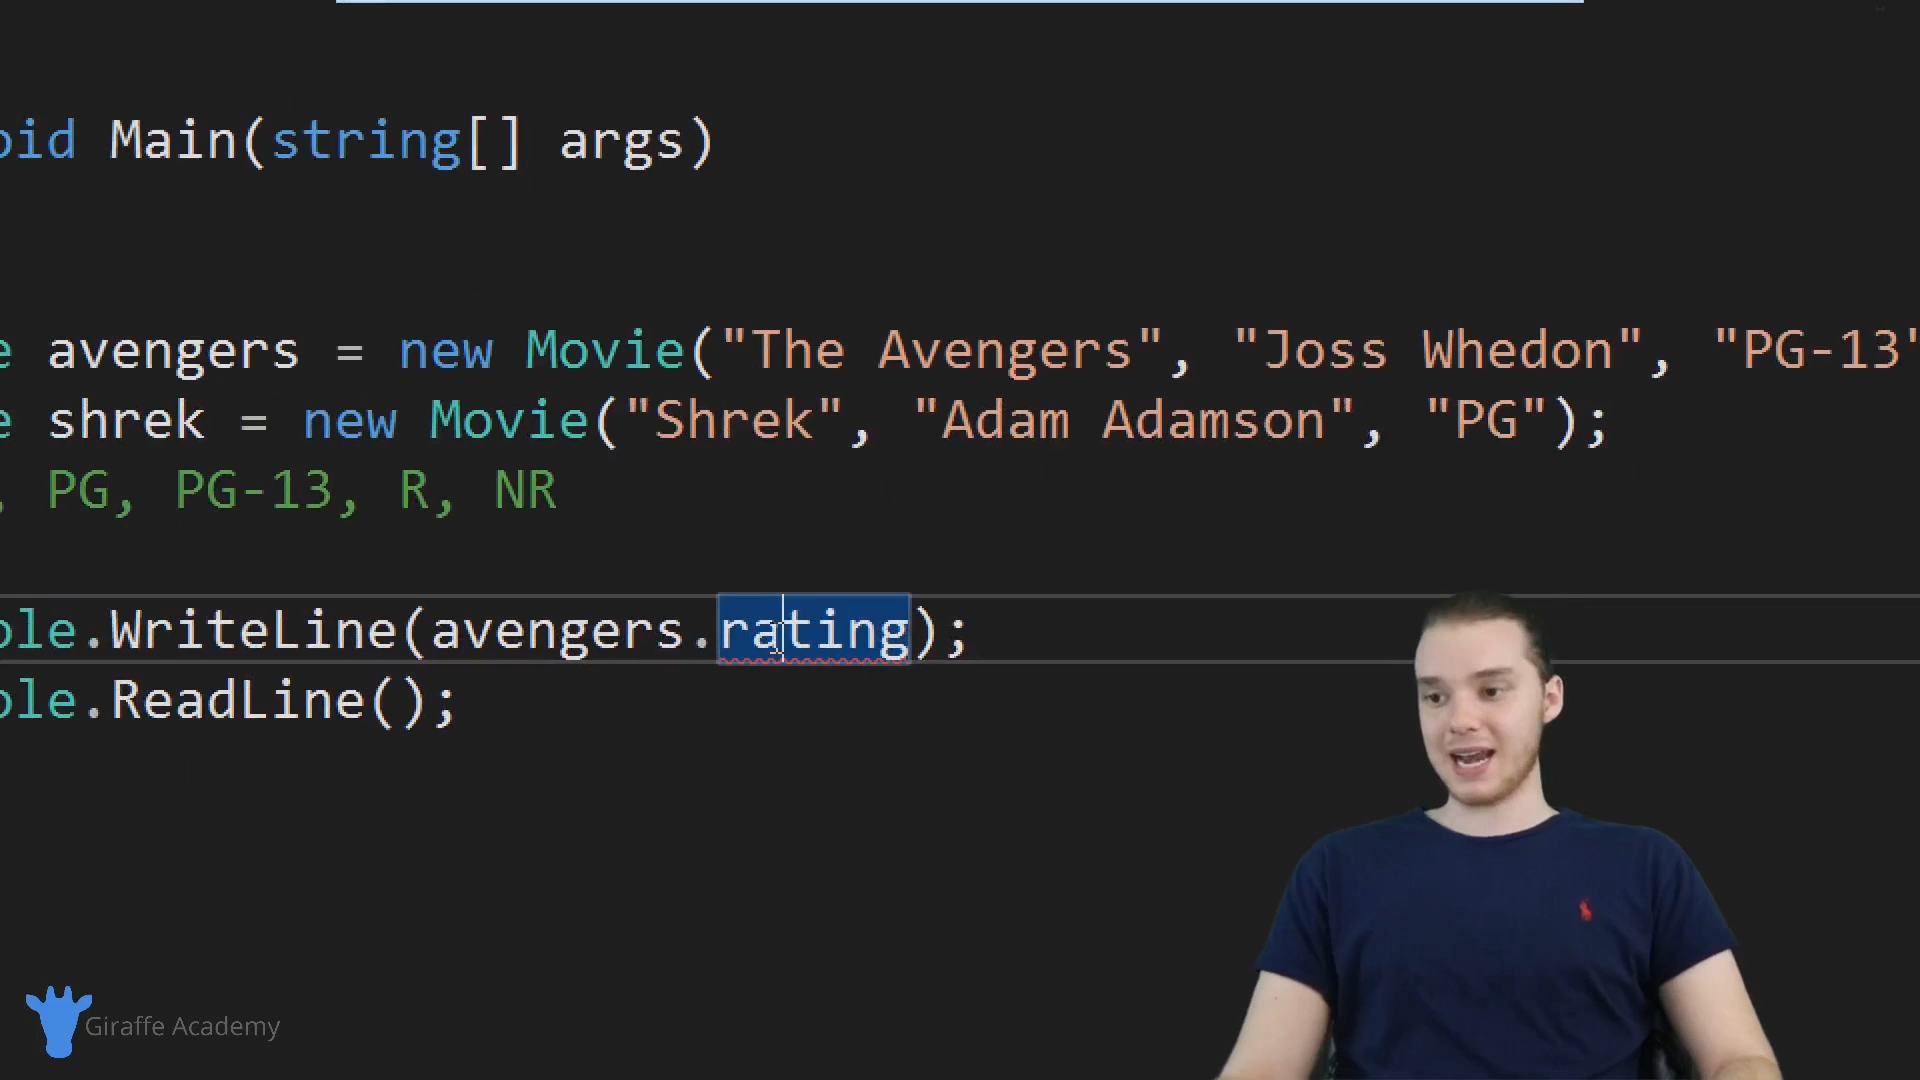 oid Main(string[] args)
e avengers = new Movie("The Avengers", "Joss Whedon", "PG-13"
e shrek = new Movie("Shrek", "Adam Adamson", "PG");
, PG, PG-13, R, NR
ole.WriteLine(avengers.rating);
ole.ReadLine();
Giraffe Academy